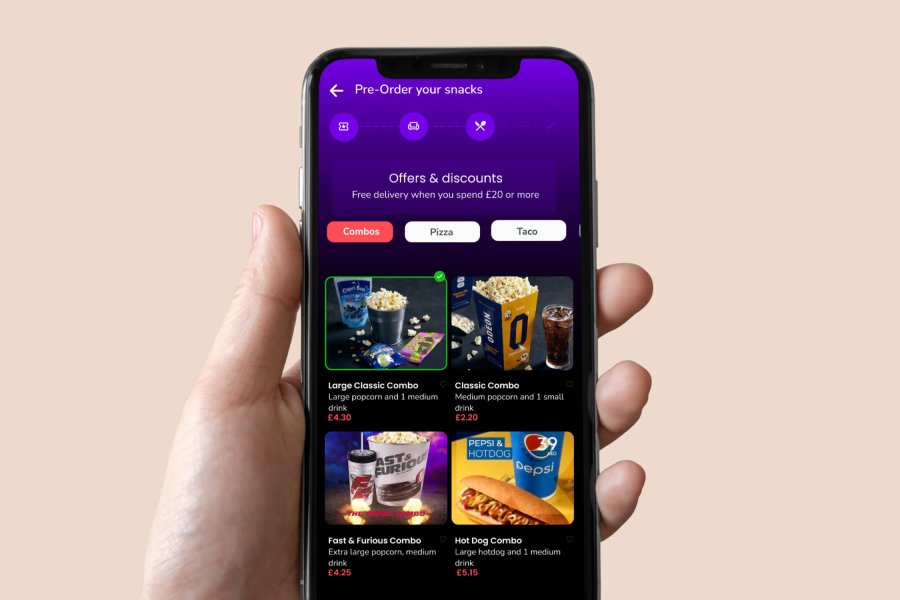 Pre-Order your snacks
Offers & discounts
Free delivery when you spend £20 or more
Combos
Pizza
Taco
ODEON
O
Large Classic Combo
Large popcorn and 1 medium
drink
£4.30
Classic Combo
Medium popcorn and 1 small
drink
£2.20
FAST&
FURIOUS
PEPSI &
HOTDOG
39
AED
pepsi
Fast & Furious Combo
Extra large popcorn, medium
drink
£4.25
Hot Dog Combo
Large hotdog and 1 medium
drink
£5.15